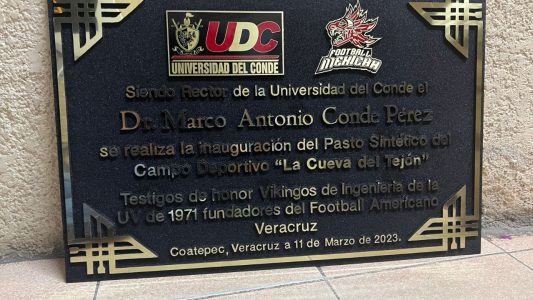 UDC
UNIVERSIDAD DEL CONDE
FOOTBALL
MEXICAN
Siendo Rector de la Universidad del Conde el
Dr. Marco Antonio Conde Pérez
se realiza la inauguración del Pasto Sintético del
Campo Deportivo "La Cueva del Tejón"
Testigos de honor Vikingos de Ingeniería de la
UV de 1971 fundadores del Football Americano
Veracruz
Coatepec, Veracruz a 11 de Marzo de 2023.